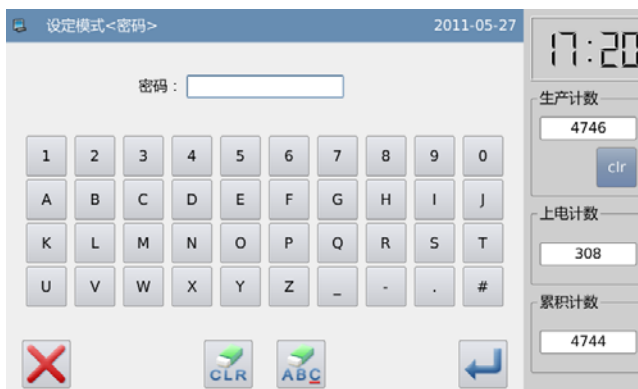 设定模式<密码> 2011-05-27
17:20
密码：
生产计数
4746
clr
1 2 3 4 5 6 7 8 9 0
A B C D E F G H I J
K L M N O P Q R S T
U V W X Y Z _ - . #
上电计数
308
累积计数
4744
CLR ABC